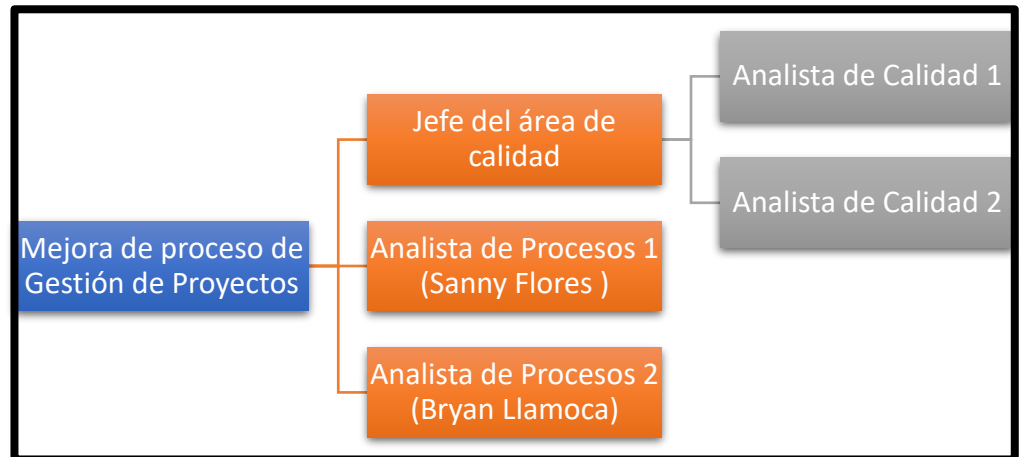 Mejora de proceso de
Gestión de Proyectos
Jefe del área de
calidad
Analista de Procesos 1
(Sanny Flores )
Analista de Procesos 2
(Bryan Llamoca)
Analista de Calidad 1
Analista de Calidad 2